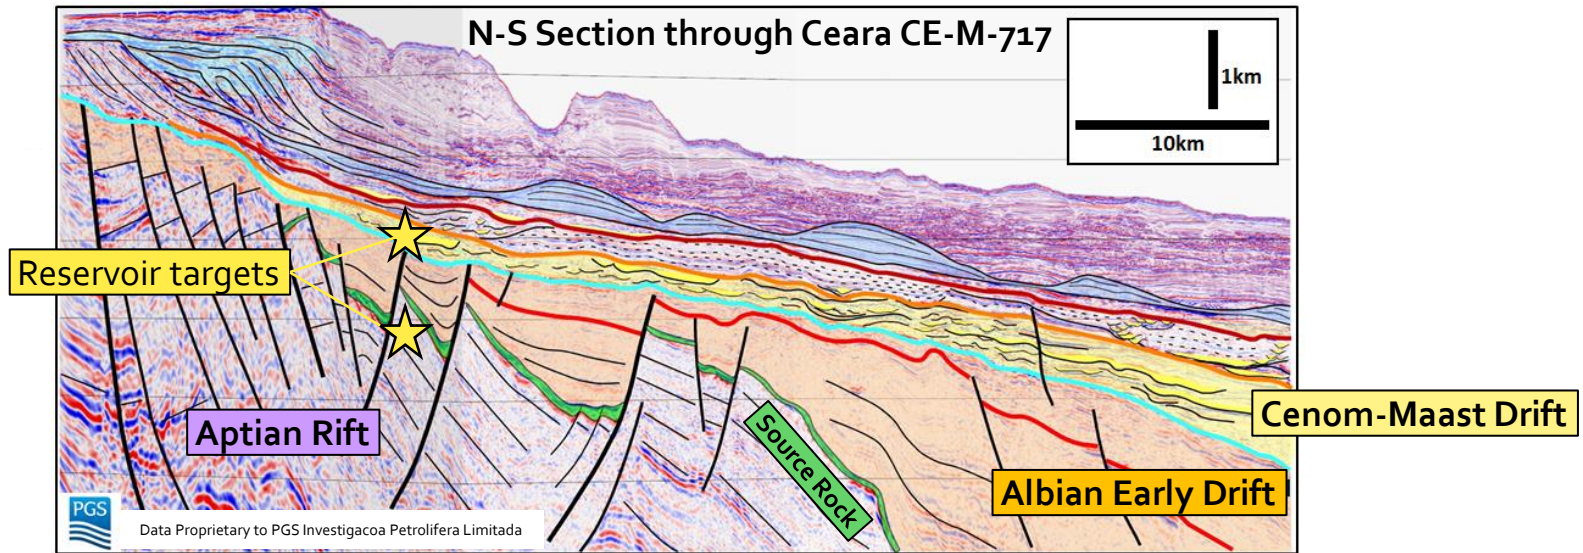 N-S Section through Ceara CE-M-717
1km
10km
Reservoir targets
Aptian Rift
Source Rock
Cenom-Maast Drift
Albian Early Drift
PGS
Data Proprietary to PGS Investigacoa Petrolifera Limitada